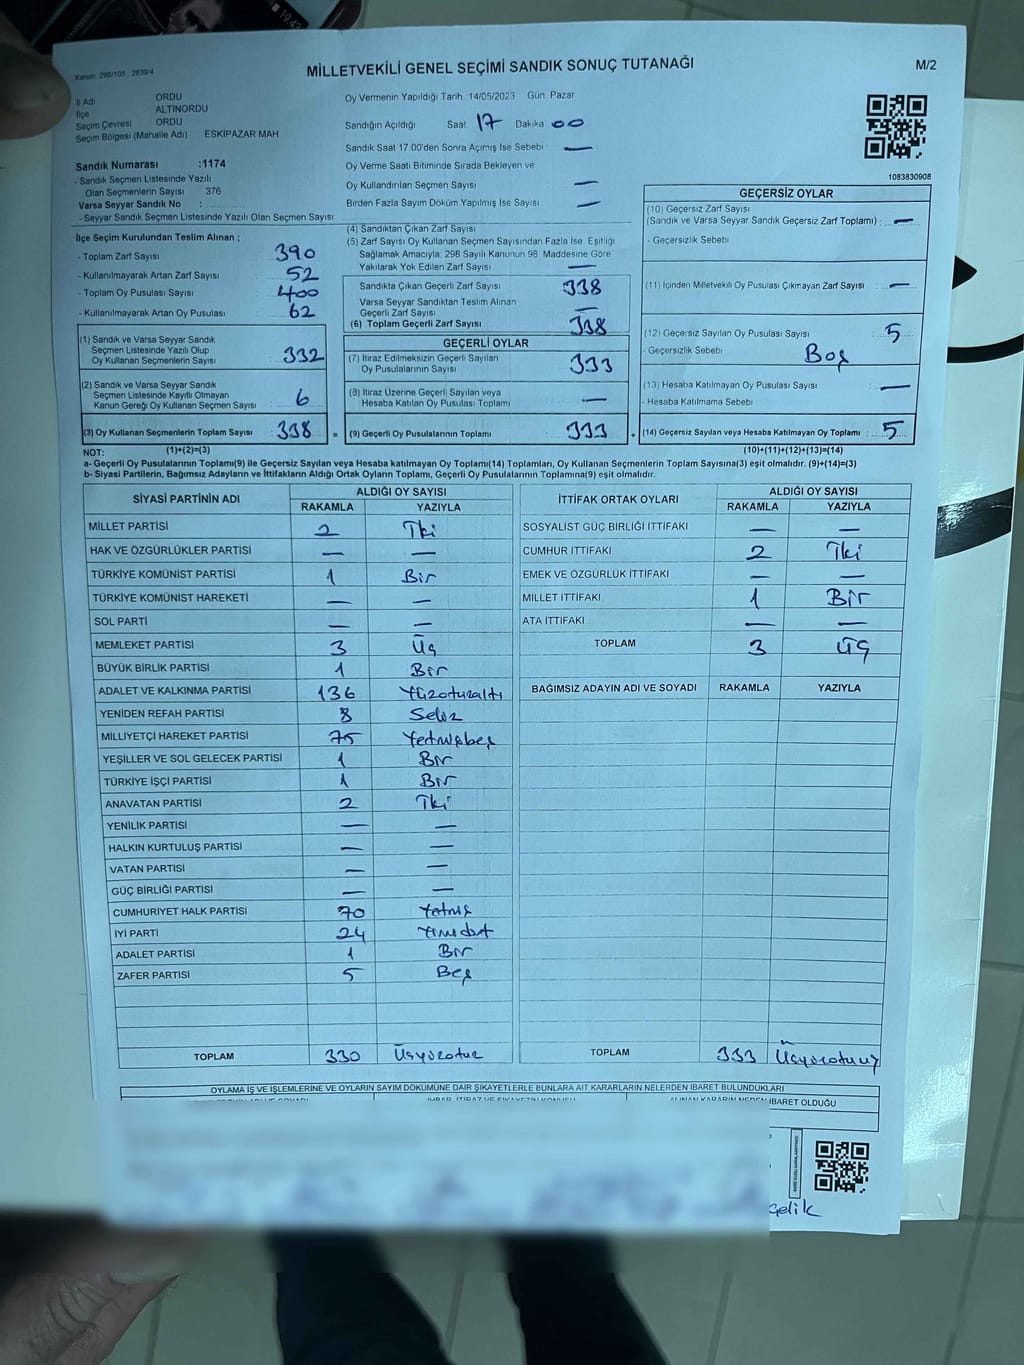 19:43
Kanun: 298/105 , 2839/4
MİLLETVEKİLİ GENEL SEÇİMİ SANDIK SONUÇ TUTANAĞI
M/2
İl Adı ORDU
İlçe ALTINORDU
Seçim Çevresi ORDU
Seçim Bölgesi (Mahalle Adı) ESKİPAZAR MAH
Sandık Numarası :1174
- Sandık Seçmen Listesinde Yazılı
Olan Seçmenlerin Sayısı : 376
Varsa Seyyar Sandık No :
- Seyyar Sandık Seçmen Listesinde Yazılı Olan Seçmen Sayısı
Oy Vermenin Yapıldığı Tarih 14/05/2023 Gün Pazar
Sandığın Açıldığı Saat 17 Dakika 00
Sandık Saat 17.00'den Sonra Açımış İse Sebebi : —
Oy Verme Saati Bitiminde Sırada Bekleyen ve
Oy Kullandırılan Seçmen Sayısı —
Birden Fazla Sayım Döküm Yapılmış İse Sayısı —
1083830908
İlçe Seçim Kurulundan Teslim Alınan ;
- Toplam Zarf Sayısı 390
- Kullanılmayarak Artan Zarf Sayısı 52
- Toplam Oy Pusulası Sayısı 400
- Kullanılmayarak Artan Oy Pusulası 62
(1) Sandık ve Varsa Seyyar Sandık
Seçmen Listesinde Yazılı Olup
Oy Kullanan Seçmenlerin Sayısı 332
(2) Sandık ve Varsa Seyyar Sandık
Seçmen Listesinde Kayıtlı Olmayan
Kanun Gereği Oy Kullanan Seçmen Sayısı 6
(3) Oy Kullanan Seçmenlerin Toplam Sayısı 338
(4) Sandıktan Çıkan Zarf Sayısı
(5) Zarf Sayısı Oy Kullanan Seçmen Sayısından Fazla İse, Eşitliği
Sağlamak Amacıyla, 298 Sayılı Kanunun 98. Maddesine Göre
Yakılarak Yok Edilen Zarf Sayısı —
Sandıkta Çıkan Geçerli Zarf Sayısı 338
Varsa Seyyar Sandıktan Teslim Alınan
Geçerli Zarf Sayısı —
(6) Toplam Geçerli Zarf Sayısı 338
GEÇERLİ OYLAR
(7) İtiraz Edilmeksizin Geçerli Sayılan
Oy Pusulalarının Sayısı 333
(8) İtiraz Üzerine Geçerli Sayılan veya
Hesaba Katılan Oy Pusulası Toplamı —
= (9) Geçerli Oy Pusulalarının Toplamı 333
GEÇERSİZ OYLAR
(10) Geçersiz Zarf Sayısı
(Sandık ve Varsa Seyyar Sandık Geçersiz Zarf Toplamı) : —
- Geçersizlik Sebebi
(11) İçinden Milletvekili Oy Pusulası Çıkmayan Zarf Sayısı : —
(12) Geçersiz Sayılan Oy Pusulası Sayısı : 5
- Geçersizlik Sebebi Boş
(13) Hesaba Katılmayan Oy Pusulası Sayısı : —
- Hesaba Katılmama Sebebi
+ (14) Geçersiz Sayılan veya Hesaba Katılmayan Oy Toplamı : 5
NOT: (1)+(2)=(3)
(10)+(11)+(12)+(13)=(14)
a- Geçerli Oy Pusulasının Toplamı(9) ile Geçersiz Sayılan veya Hesaba katılmayan Oy Toplamı(14) Toplamları, Oy Kullanan Seçmenlerin Toplam Sayısına(3) eşit olmalıdır. (9)+(14)=(3)
b- Siyasi Partilerin, Bağımsız Adayların ve İttifakların Aldığı Ortak Oyların Toplamı, Geçerli Oy Pusulalarının Toplamına(9) eşit olmalıdır.
SİYASİ PARTİNİN ADI ALDIĞI OY SAYISI
RAKAMLA YAZIYLA
MİLLET PARTİSİ 2 İki
HAK VE ÖZGÜRLÜKLER PARTİSİ — —
TÜRKİYE KOMÜNİST PARTİSİ 1 Bir
TÜRKİYE KOMÜNİST HAREKETİ — —
SOL PARTİ — —
MEMLEKET PARTİSİ 3 Üç
BÜYÜK BİRLİK PARTİSİ 1 Bir
ADALET VE KALKINMA PARTİSİ 136 Yüzotuzaltı
YENİDEN REFAH PARTİSİ 8 Sekiz
MİLLİYETÇİ HAREKET PARTİSİ 75 Yetmişbeş
YEŞİLLER VE SOL GELECEK PARTİSİ 1 Bir
TÜRKİYE İŞÇİ PARTİSİ 1 Bir
ANAVATAN PARTİSİ 2 İki
YENİLİK PARTİSİ — —
HALKIN KURTULUŞ PARTİSİ — —
VATAN PARTİSİ — —
GÜÇ BİRLİĞİ PARTİSİ — —
CUMHURİYET HALK PARTİSİ 70 Yetmiş
İYİ PARTİ 24 Yirmidört
ADALET PARTİSİ 1 Bir
ZAFER PARTİSİ 5 Beş
TOPLAM 330 Üçyüzotuz
İTTİFAK ORTAK OYLARI ALDIĞI OY SAYISI
RAKAMLA YAZIYLA
SOSYALİST GÜÇ BİRLİĞİ İTTİFAKI — —
CUMHUR İTTİFAKI 2 İki
EMEK VE ÖZGÜRLÜK İTTİFAKI — —
MİLLET İTTİFAKI 1 Bir
ATA İTTİFAKI — —
TOPLAM 3 Üç
BAĞIMSIZ ADAYIN ADI VE SOYADI RAKAMLA YAZIYLA
TOPLAM 333 Üçyüzotuzüç
OYLAMA İŞ VE İŞLEMLERİNE VE OYLARIN SAYIM DÖKÜMÜNE DAİR ŞİKAYETLERLE BUNLARA AİT KARARLARIN NELERDEN İBARET BULUNDUKLARI
İHBAR, İTİRAZ VE ŞİKAYETİN KONUSU
ALINAN KARARIN NEDEN İBARET OLDUĞU
Çelik